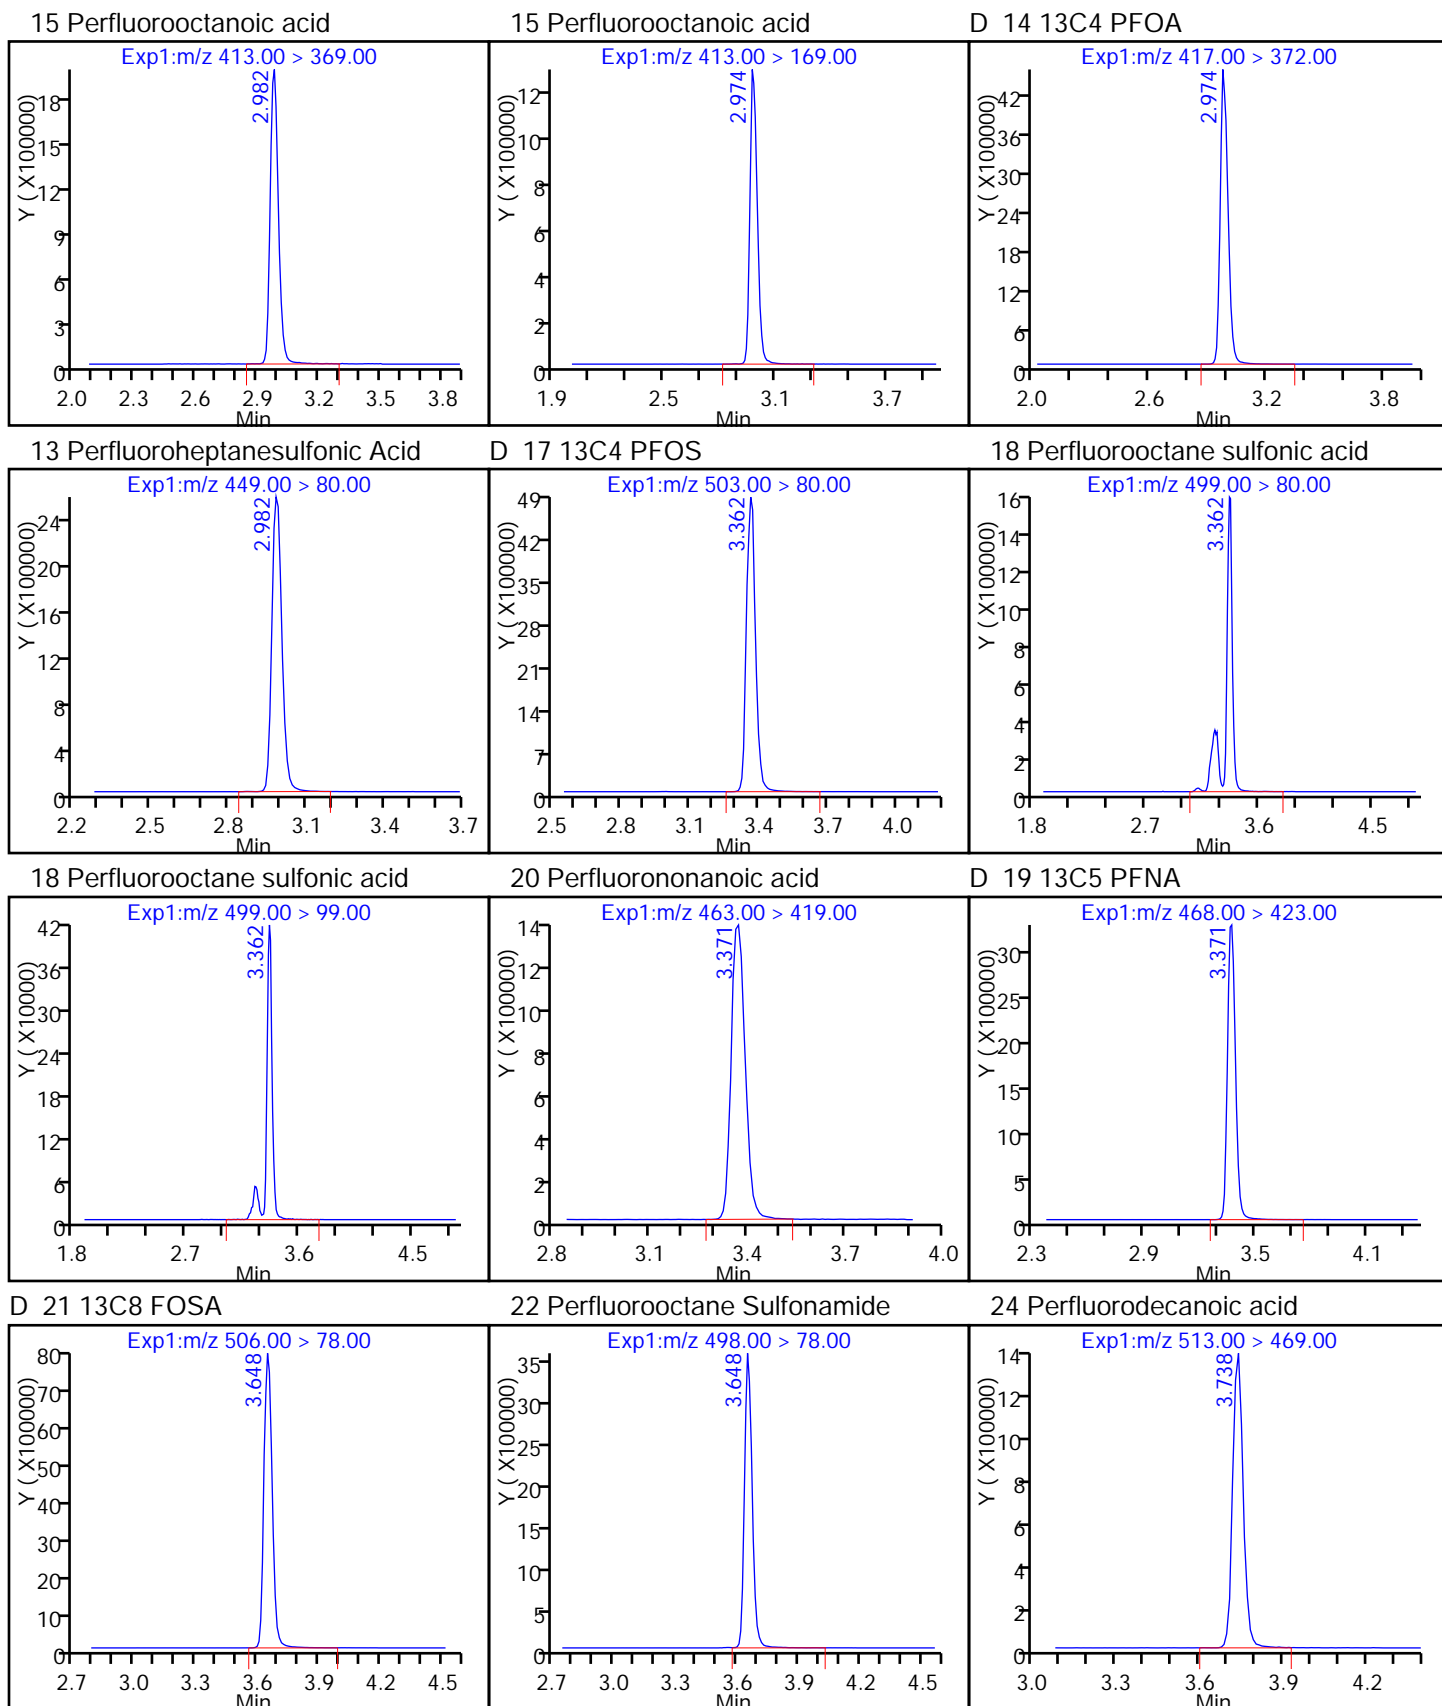 15 Perfluorooctanoic acid
Exp1:m/z 413.00 > 369.00
2.982
Y ( X100000)
18
15
12
9
6
3
0
2.0 2.3 2.6 2.9 3.2 3.5 3.8
Min
15 Perfluorooctanoic acid
Exp1:m/z 413.00 > 169.00
2.974
Y ( X100000)
12
10
8
6
4
2
0
1.9 2.5 3.1 3.7
Min
D 14 13C4 PFOA
Exp1:m/z 417.00 > 372.00
2.974
Y ( X100000)
42
36
30
24
18
12
6
0
2.0 2.6 3.2 3.8
Min
13 Perfluoroheptanesulfonic Acid
Exp1:m/z 449.00 > 80.00
2.982
Y ( X100000)
24
20
16
12
8
4
0
2.2 2.5 2.8 3.1 3.4 3.7
Min
D 17 13C4 PFOS
Exp1:m/z 503.00 > 80.00
3.362
Y ( X100000)
49
42
35
28
21
14
7
0
2.5 2.8 3.1 3.4 3.7 4.0
Min
18 Perfluorooctane sulfonic acid
Exp1:m/z 499.00 > 80.00
3.362
Y ( X100000)
16
14
12
10
8
6
4
2
0
1.8 2.7 3.6 4.5
Min
18 Perfluorooctane sulfonic acid
Exp1:m/z 499.00 > 99.00
3.362
Y ( X100000)
42
36
30
24
18
12
6
0
1.8 2.7 3.6 4.5
Min
20 Perfluorononanoic acid
Exp1:m/z 463.00 > 419.00
3.371
Y ( X100000)
14
12
10
8
6
4
2
0
2.8 3.1 3.4 3.7 4.0
Min
D 19 13C5 PFNA
Exp1:m/z 468.00 > 423.00
3.371
Y ( X100000)
30
25
20
15
10
5
0
2.3 2.9 3.5 4.1
Min
D 21 13C8 FOSA
Exp1:m/z 506.00 > 78.00
3.648
Y ( X100000)
80
70
60
50
40
30
20
10
0
2.7 3.0 3.3 3.6 3.9 4.2 4.5
Min
22 Perfluorooctane Sulfonamide
Exp1:m/z 498.00 > 78.00
3.648
Y ( X100000)
35
30
25
20
15
10
5
0
2.7 3.0 3.3 3.6 3.9 4.2 4.5
Min
24 Perfluorodecanoic acid
Exp1:m/z 513.00 > 469.00
3.738
Y ( X100000)
14
12
10
8
6
4
2
0
3.0 3.3 3.6 3.9 4.2
Min